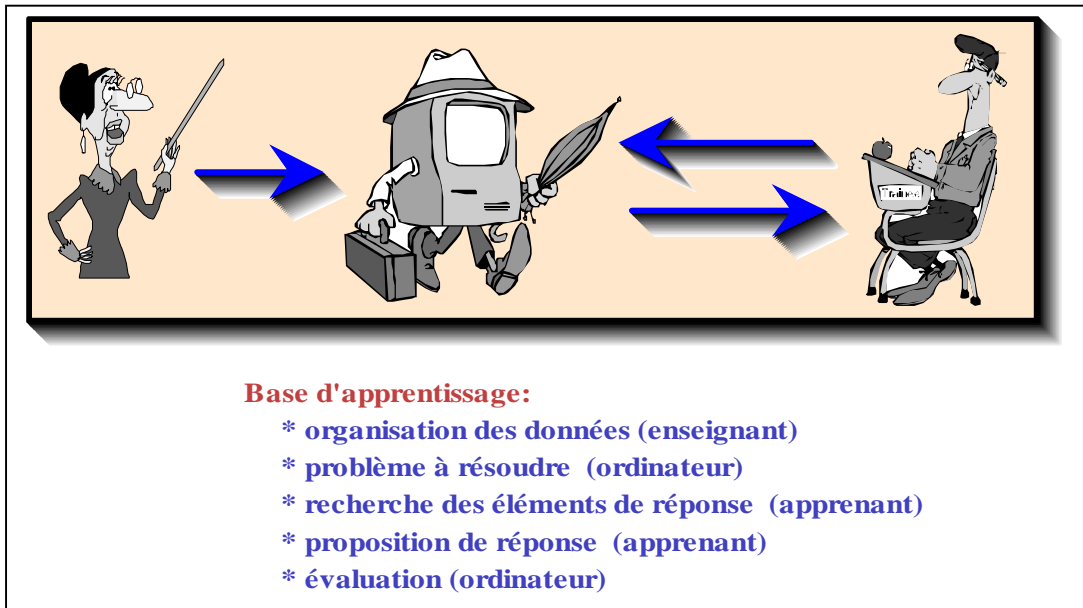 Trainee
Base d'apprentissage:
* organisation des données (enseignant)
* problème à résoudre (ordinateur)
* recherche des éléments de réponse (apprenant)
* proposition de réponse (apprenant)
* évaluation (ordinateur)